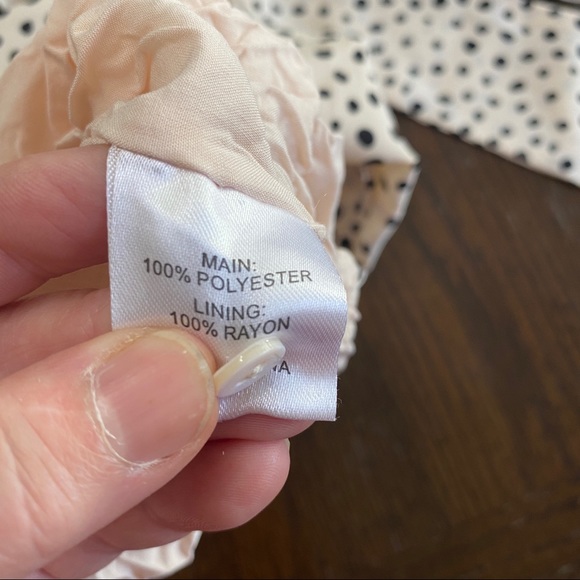 MAIN:
100% POLYESTER
LINING:
100% RAYON